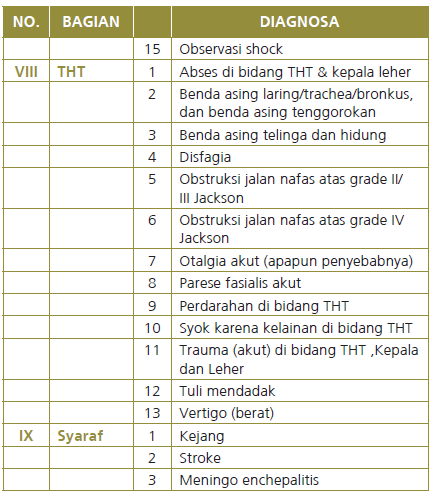 NO. BAGIAN DIAGNOSA
15 Observasi shock
VIII THT 1 Abses di bidang THT & kepala leher
2 Benda asing laring/trachea/bronkus,
dan benda asing tenggorokan
3 Benda asing telinga dan hidung
4 Disfagia
5 Obstruksi jalan nafas atas grade II/
III Jackson
6 Obstruksi jalan nafas atas grade IV
Jackson
7 Otalgia akut (apapun penyebabnya)
8 Parese fasialis akut
9 Perdarahan di bidang THT
10 Syok karena kelainan di bidang THT
11 Trauma (akut) di bidang THT ,Kepala
dan Leher
12 Tuli mendadak
13 Vertigo (berat)
IX Syaraf 1 Kejang
2 Stroke
3 Meningo enchepalitis